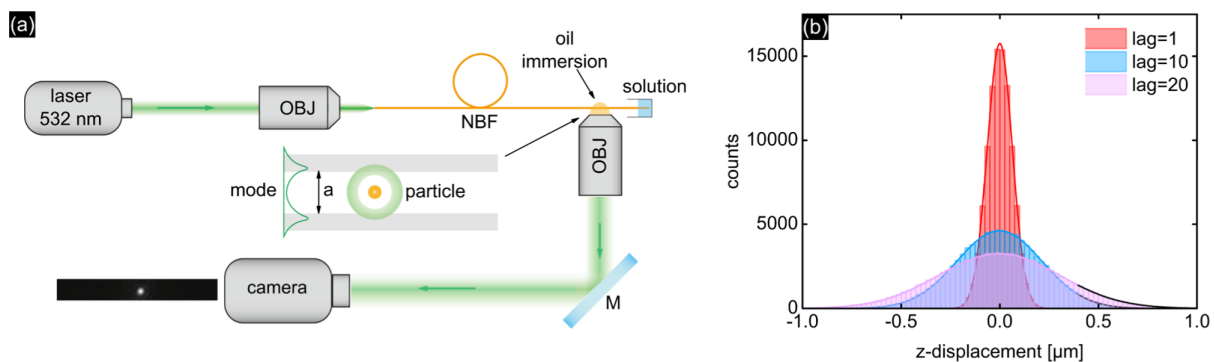 (a)
laser
532 nm
OBJ
NBF
oil
immersion
solution
OBJ
mode
a
particle
camera
M
(b)
lag=1
lag=10
lag=20
15000
10000
5000
0
counts
-1.0
-0.5
0.0
0.5
1.0
z-displacement [μm]